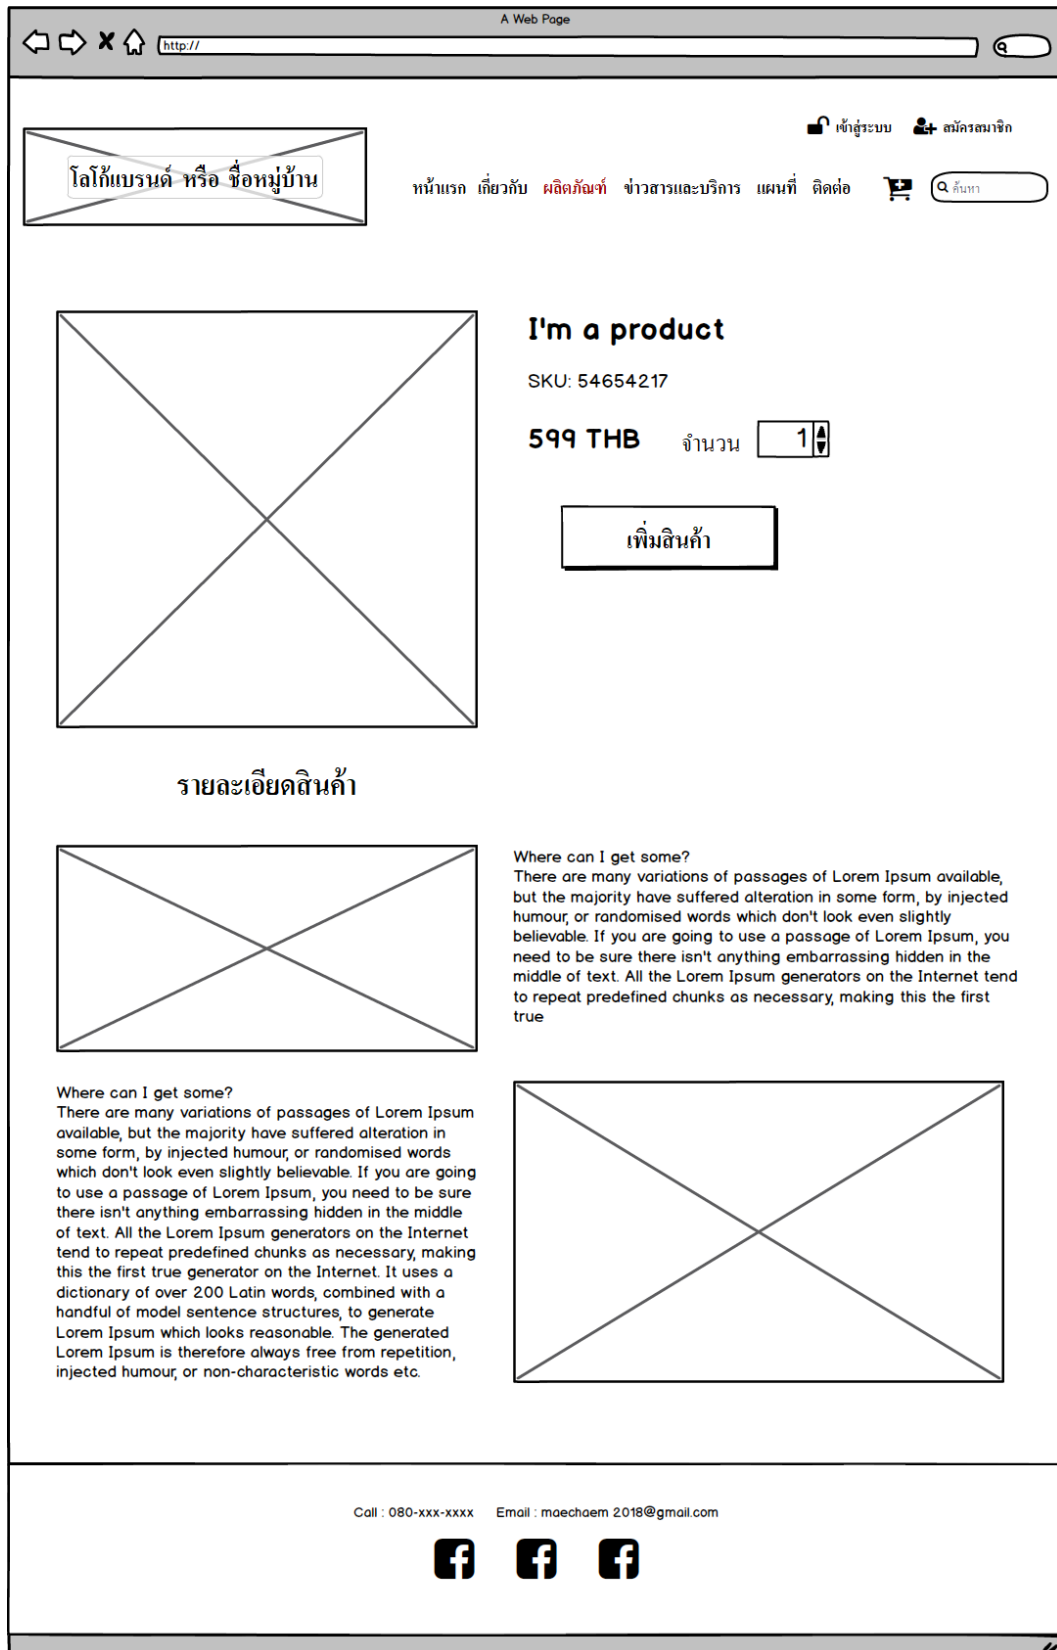 A Web Page
http://
เข้าสู่ระบบ สมัครสมาชิก
โลโก้แบรนด์ หรือ ชื่อหมู่บ้าน
หน้าแรก เกี่ยวกับ ผลิตภัณฑ์ ข่าวสารและบริการ แผนที่ ติดต่อ ค้นหา
I'm a product
SKU: 54654217
599 THB จำนวน 1
เพิ่มสินค้า
รายละเอียดสินค้า
Where can I get some?
There are many variations of passages of Lorem Ipsum available,
but the majority have suffered alteration in some form, by injected
humour, or randomised words which don't look even slightly
believable. If you are going to use a passage of Lorem Ipsum, you
need to be sure there isn't anything embarrassing hidden in the
middle of text. All the Lorem Ipsum generators on the Internet tend
to repeat predefined chunks as necessary, making this the first
true
Where can I get some?
There are many variations of passages of Lorem Ipsum
available, but the majority have suffered alteration in
some form, by injected humour, or randomised words
which don't look even slightly believable. If you are going
to use a passage of Lorem Ipsum, you need to be sure
there isn't anything embarrassing hidden in the middle
of text. All the Lorem Ipsum generators on the Internet
tend to repeat predefined chunks as necessary, making
this the first true generator on the Internet. It uses a
dictionary of over 200 Latin words, combined with a
handful of model sentence structures, to generate
Lorem Ipsum which looks reasonable. The generated
Lorem Ipsum is therefore always free from repetition,
injected humour, or non-characteristic words etc.
Call : 080-xxx-xxxx Email : maechaem 2018@gmail.com